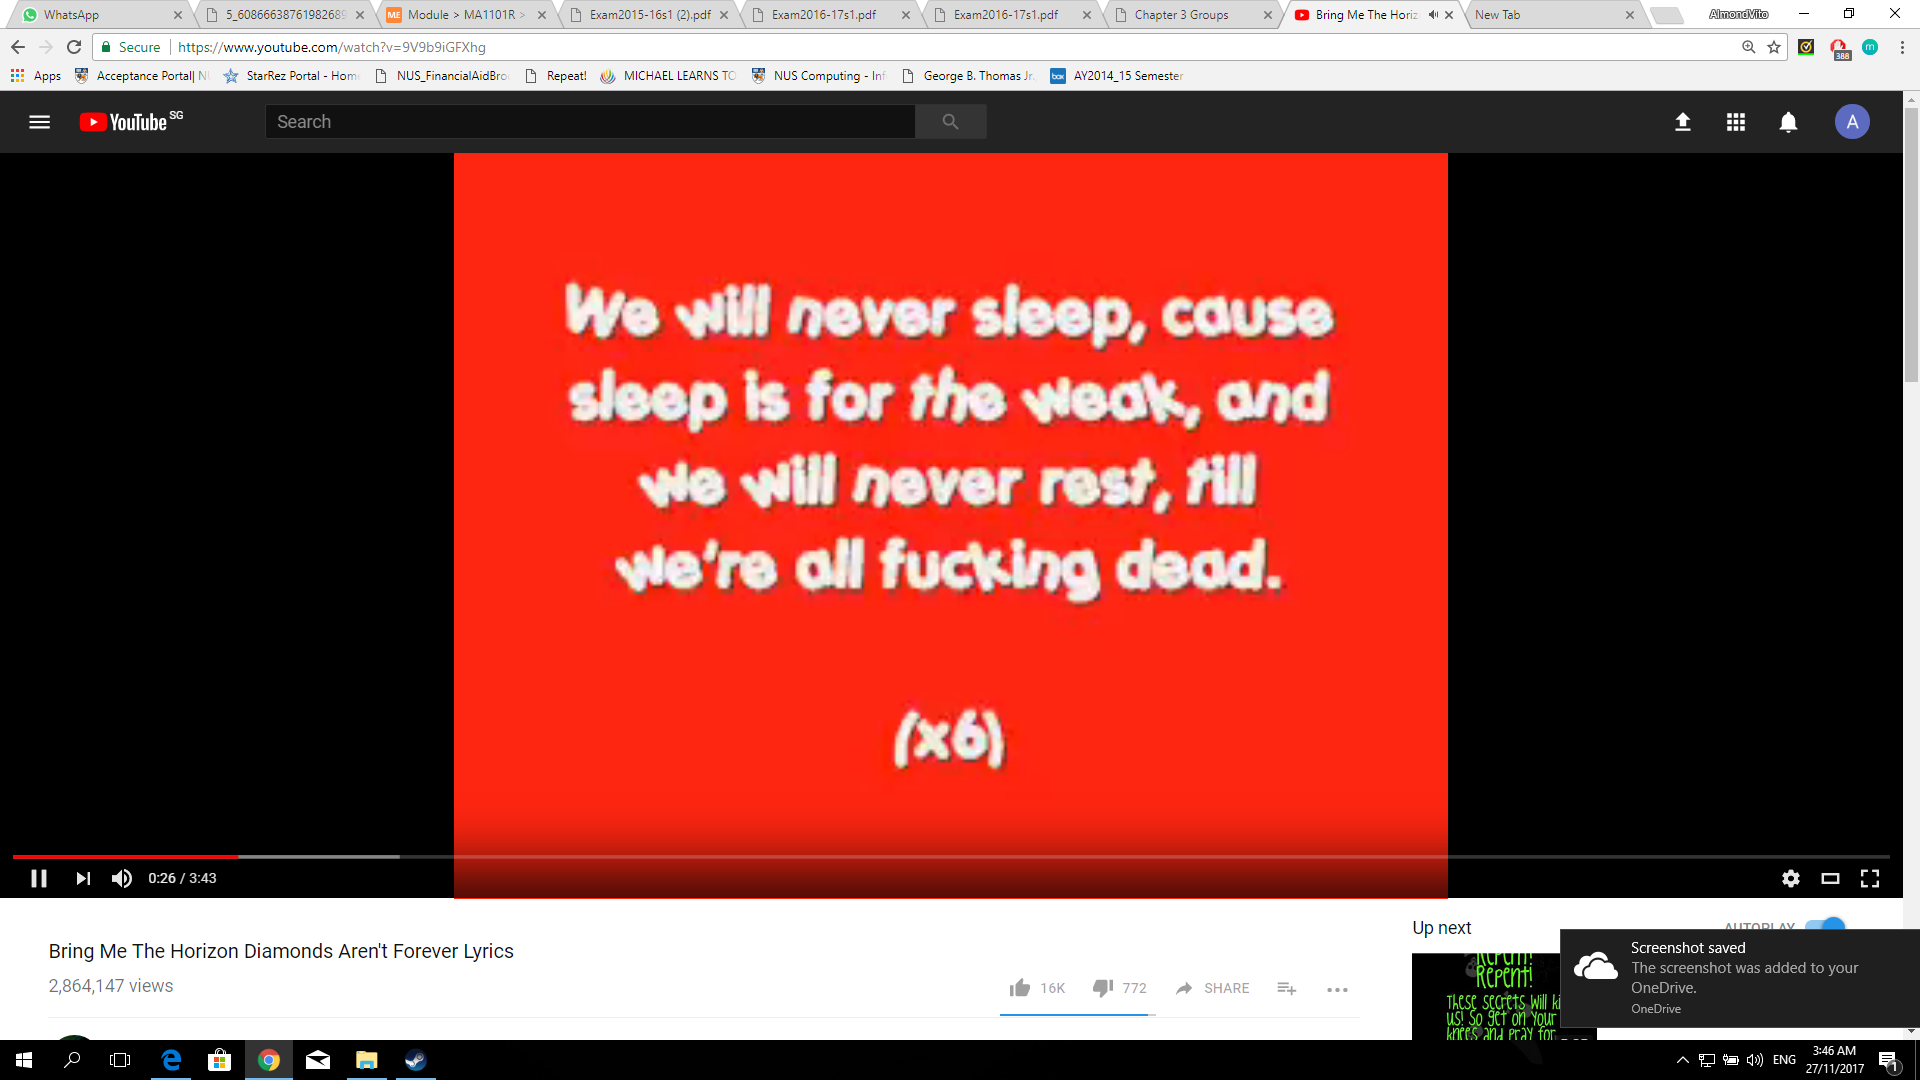 WhatsApp
5_60866638761982689
Module > MA1101R >
Exam2015-16s1 (2).pdf
Exam2016-17s1.pdf
Exam2016-17s1.pdf
Chapter 3 Groups
Bring Me The Horiz
New Tab
AlmondVito
Secure
https://www.youtube.com/watch?v=9V9b9iGFXhg
388
m
Apps
Acceptance Portal| N
StarRez Portal - Hom
NUS_FinancialAidBro
Repeat!
MICHAEL LEARNS TO
NUS Computing - Inf
George B. Thomas Jr.
box
AY2014_15 Semester
YouTube SG
Search
A
We will never sleep, cause
sleep is for the weak, and
we will never rest, till
we're all fucking dead.
(x6)
0:26 / 3:43
Bring Me The Horizon Diamonds Aren't Forever Lyrics
2,864,147 views
16K
772
SHARE
Up next
AUTOPLAY
Repent!
Repent!
These secrets will ki
us! So get on your
knees and pray for
Screenshot saved
The screenshot was added to your
OneDrive.
OneDrive
ENG
3:46 AM
27/11/2017
1